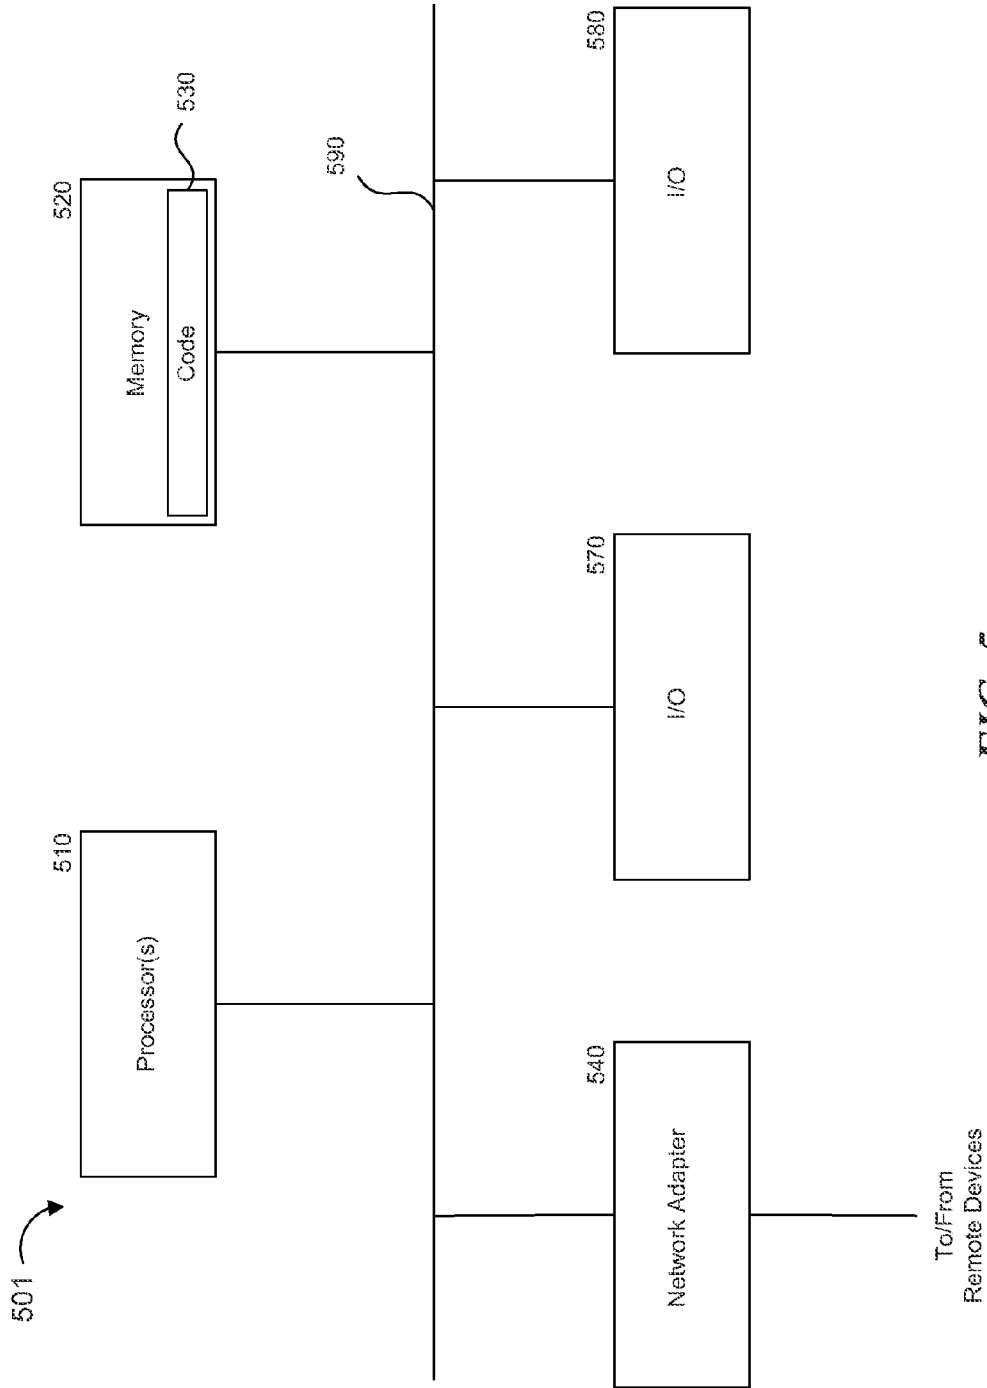 501
510
Processor(s)
520
Memory
Code
530
590
540
Network Adapter
570
I/O
580
I/O
To/From
Remote Devices